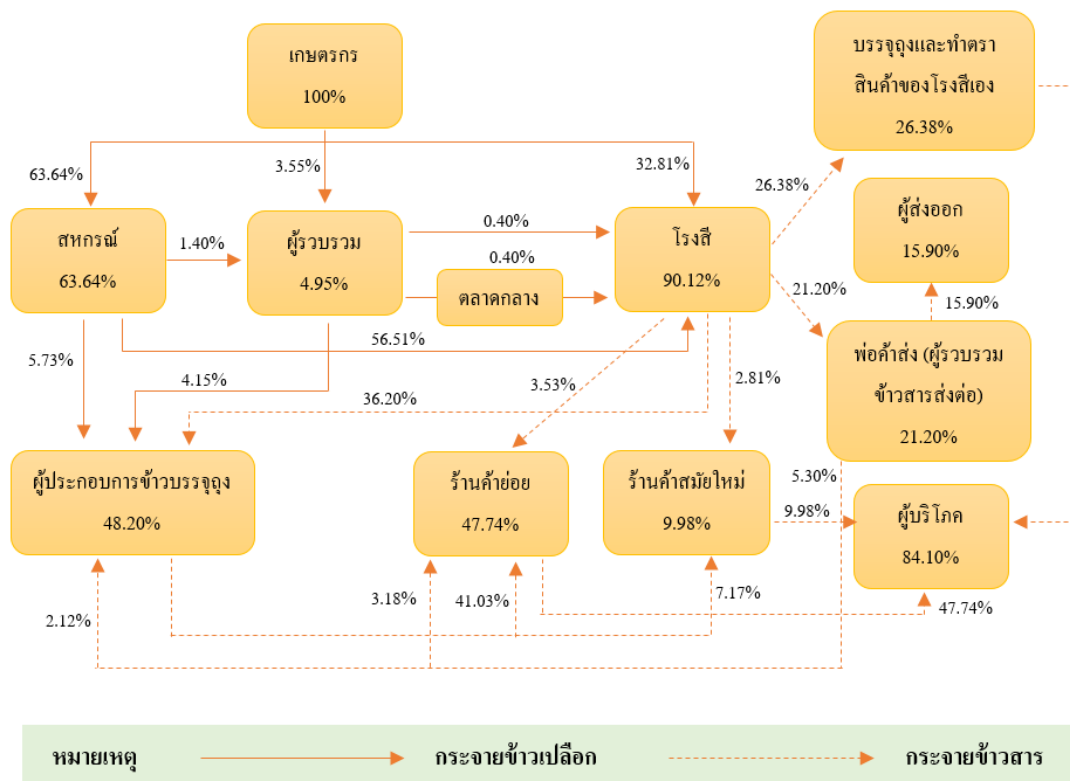 เกษตรกร
100%
บรรจุถุงและทำตรา
สินค้าของโรงสีเอง
26.38%
63.64%
3.55%
32.81%
26.38%
สหกรณ์
63.64%
1.40%
ผู้รวบรวม
4.95%
0.40%
0.40%
ตลาดกลาง
โรงสี
90.12%
ผู้ส่งออก
15.90%
21.20%
15.90%
5.73%
56.51%
4.15%
36.20%
3.53%
2.81%
พ่อค้าส่ง (ผู้รวบรวม
ข้าวสารส่งต่อ)
21.20%
5.30%
ผู้ประกอบการข้าวบรรจุถุง
48.20%
ร้านค้าย่อย
47.74%
ร้านค้าสมัยใหม่
9.98%
9.98%
ผู้บริโภค
84.10%
2.12%
3.18%
41.03%
7.17%
47.74%
หมายเหตุ
กระจายข้าวเปลือก
กระจายข้าวสาร